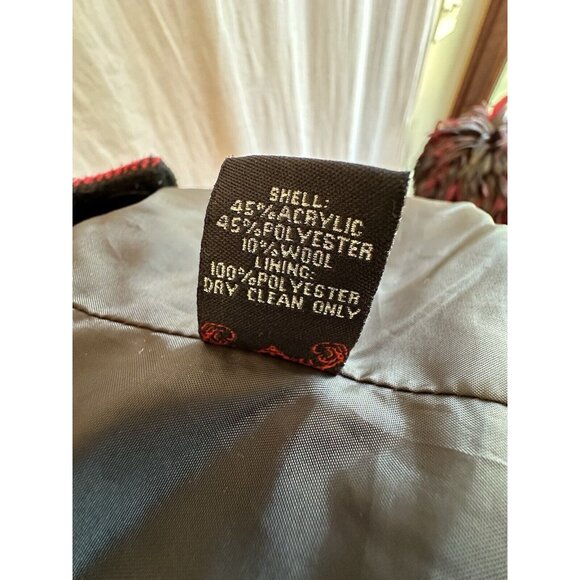 SHELL:
45%ACRYLIC
45%POLYESTER
10%WOOL
LINING:
100%POLYESTER
DRY CLEAN ONLY